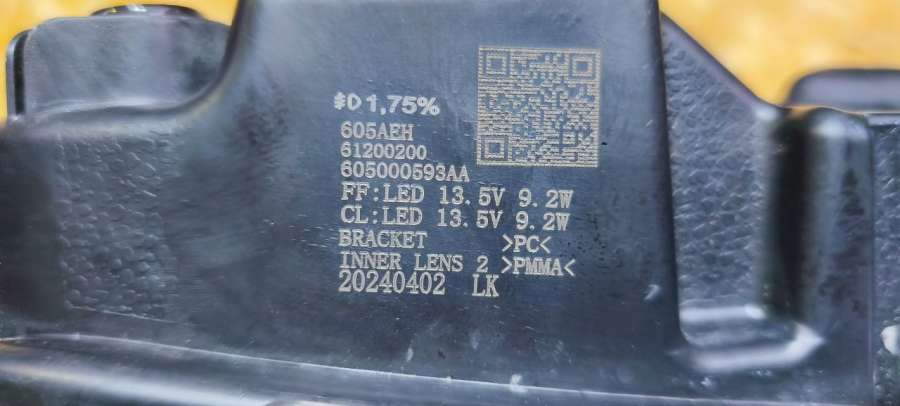 1,75%
605AEH
61200200
605000593AA
FF:LED 13.5V 9.2W
CL:LED 13.5V 9.2W
BRACKET >PC<
INNER LENS 2 >PMMA<
20240402 LK